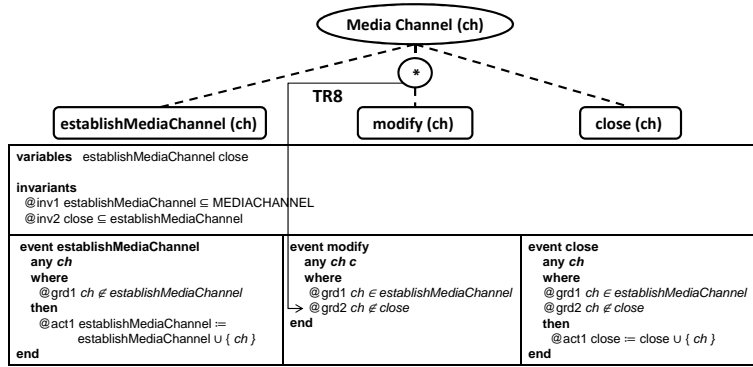 Media Channel (ch)
*
TR8
establishMediaChannel (ch)
modify (ch)
close (ch)
variables establishMediaChannel close
invariants
@inv1 establishMediaChannel ⊆ MEDIACHANNEL
@inv2 close ⊆ establishMediaChannel
event establishMediaChannel
any ch
where
@grd1 ch ∉ establishMediaChannel
then
@act1 establishMediaChannel ≔
establishMediaChannel ∪ { ch }
end
event modify
any ch c
where
@grd1 ch ∈ establishMediaChannel
@grd2 ch ∉ close
end
event close
any ch
where
@grd1 ch ∈ establishMediaChannel
@grd2 ch ∉ close
then
@act1 close ≔ close ∪ { ch }
end